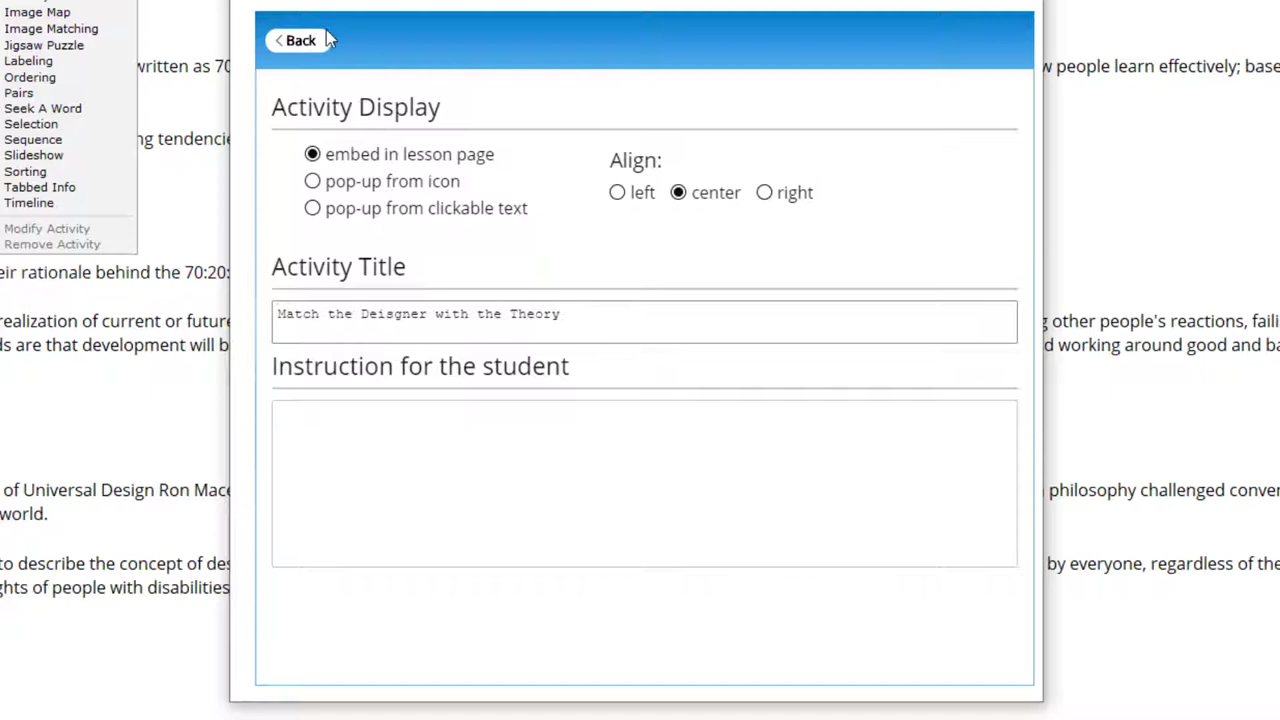 Image Map
Image Matching
Jigsaw Puzzle
Labeling
Ordering
Pairs
Seek A Word
Selection
Sequence
Slideshow
Sorting
Tabbed Info
Timeline
Modify Activity
Remove Activity
written as 70
ng tendencie
eir rationale behind the 70:20:
realization of current or future
ds are that development will b
of Universal Design Ron Mace
world.
to describe the concept of des
ghts of people with disabilities
Back
Activity Display
embed in lesson page
pop-up from icon
pop-up from clickable text
Align:
left center right
Activity Title
Match the Deisgner with the Theory
Instruction for the student
w people learn effectively; base
g other people's reactions, faili
d working around good and ba
philosophy challenged conven
by everyone, regardless of the